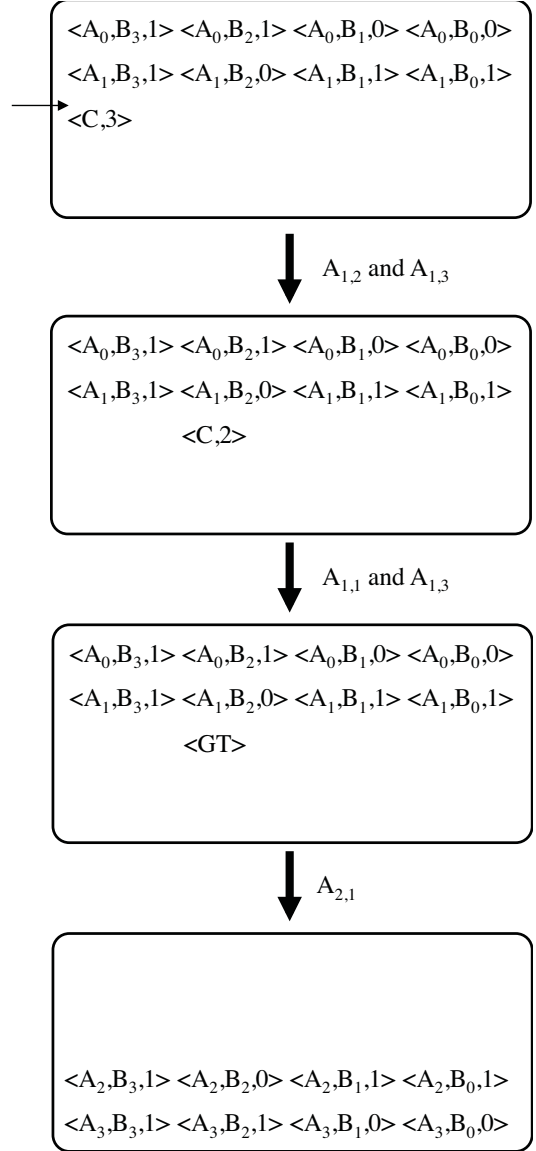 <A₀,B₃,1> <A₀,B₂,1> <A₀,B₁,0> <A₀,B₀,0>
<A₁,B₃,1> <A₁,B₂,0> <A₁,B₁,1> <A₁,B₀,1>
<C,3>
A₁,₂ and A₁,₃
<A₀,B₃,1> <A₀,B₂,1> <A₀,B₁,0> <A₀,B₀,0>
<A₁,B₃,1> <A₁,B₂,0> <A₁,B₁,1> <A₁,B₀,1>
<C,2>
A₁,₁ and A₁,₃
<A₀,B₃,1> <A₀,B₂,1> <A₀,B₁,0> <A₀,B₀,0>
<A₁,B₃,1> <A₁,B₂,0> <A₁,B₁,1> <A₁,B₀,1>
<GT>
A₂,₁
<A₂,B₃,1> <A₂,B₂,0> <A₂,B₁,1> <A₂,B₀,1>
<A₃,B₃,1> <A₃,B₂,1> <A₃,B₁,0> <A₃,B₀,0>